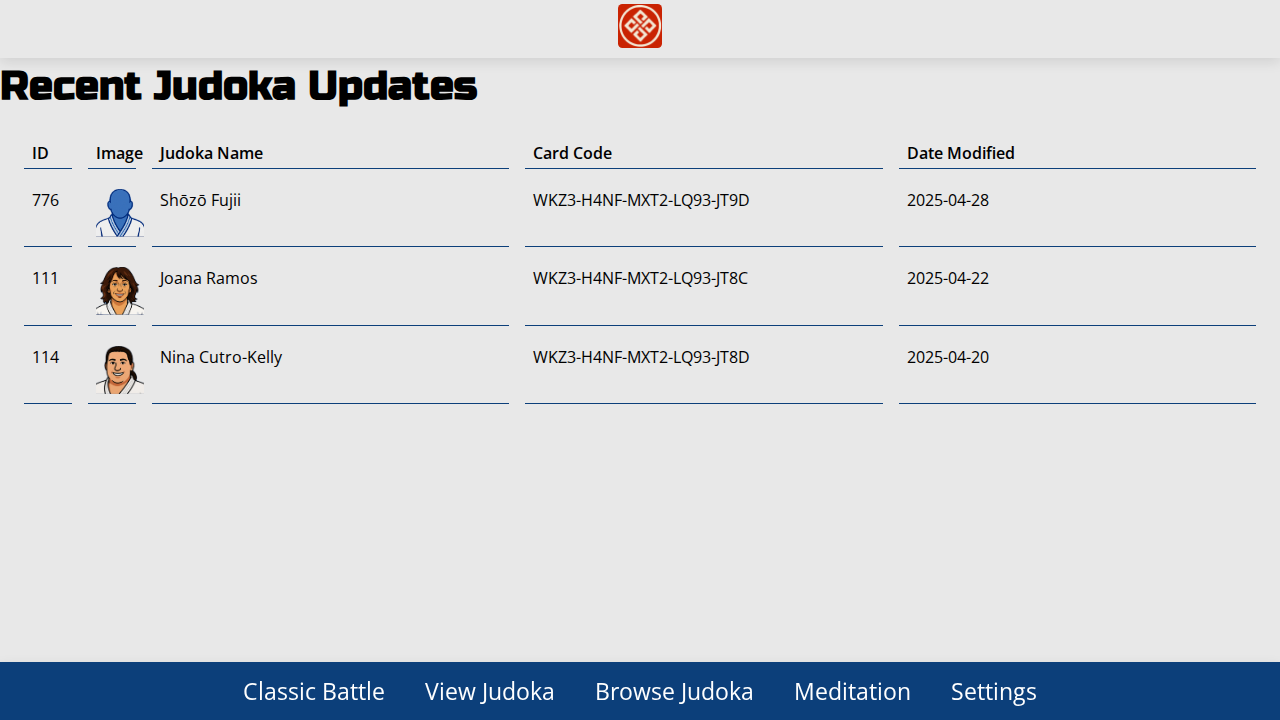 Recent Judoka Updates
ID Image Judoka Name Card Code Date Modified
776 Shōzō Fujii WKZ3-H4NF-MXT2-LQ93-JT9D 2025-04-28
111 Joana Ramos WKZ3-H4NF-MXT2-LQ93-JT8C 2025-04-22
114 Nina Cutro-Kelly WKZ3-H4NF-MXT2-LQ93-JT8D 2025-04-20
Classic Battle View Judoka Browse Judoka Meditation Settings